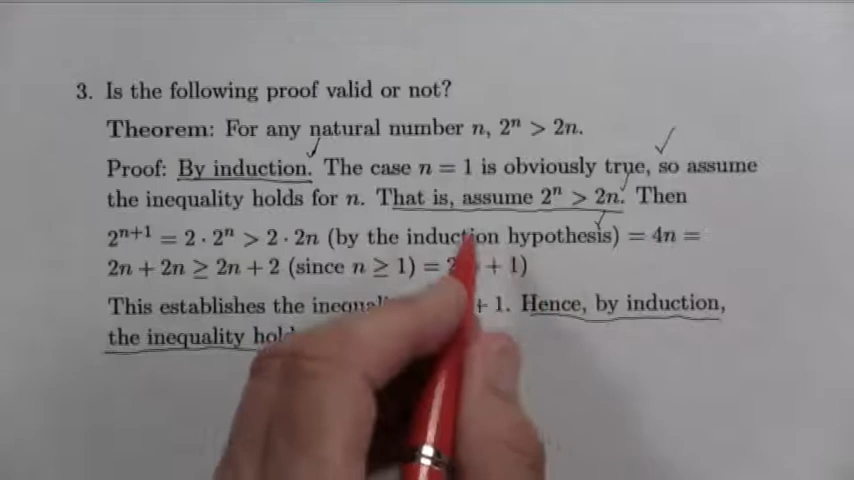 3. Is the following proof valid or not?
Theorem: For any natural number n, 2ⁿ > 2n.
Proof: By induction. The case n = 1 is obviously true, so assume
the inequality holds for n. That is, assume 2ⁿ > 2n. Then
2ⁿ⁺¹ = 2 · 2ⁿ > 2 · 2n (by the induction hypothesis) = 4n =
2n + 2n ≥ 2n + 2 (since n ≥ 1) = 2 + 1)
This establishes the + 1. Hence, by induction,
the inequality